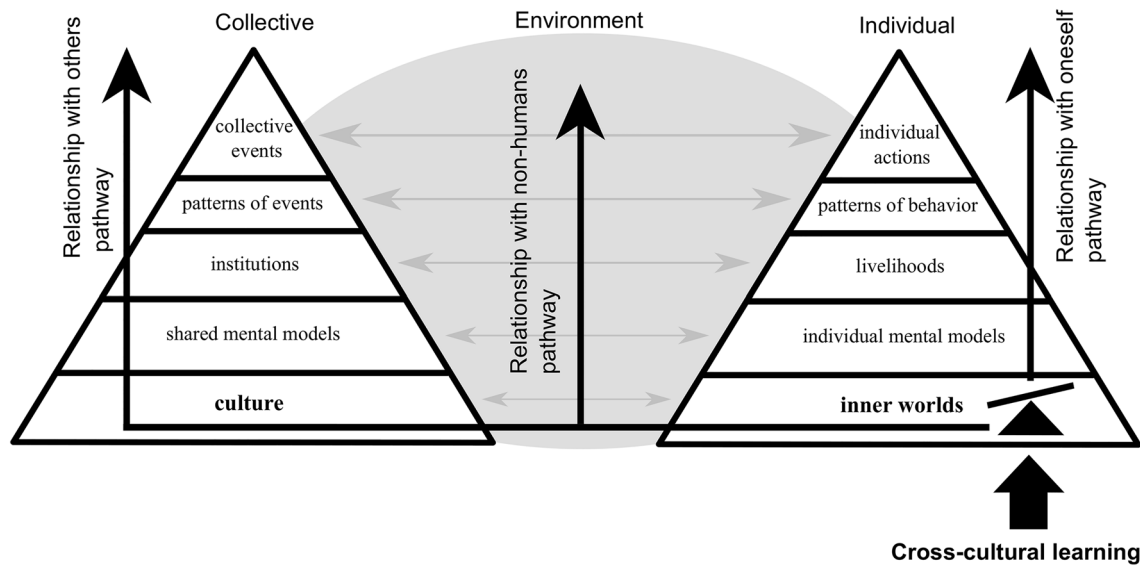 Collective
Environment
Individual
Relationship with others
pathway
collective
events
patterns of events
institutions
shared mental models
culture
Relationship with non-humans
pathway
individual
actions
patterns of behavior
livelihoods
individual mental models
inner worlds
Relationship with oneself
pathway
Cross-cultural learning